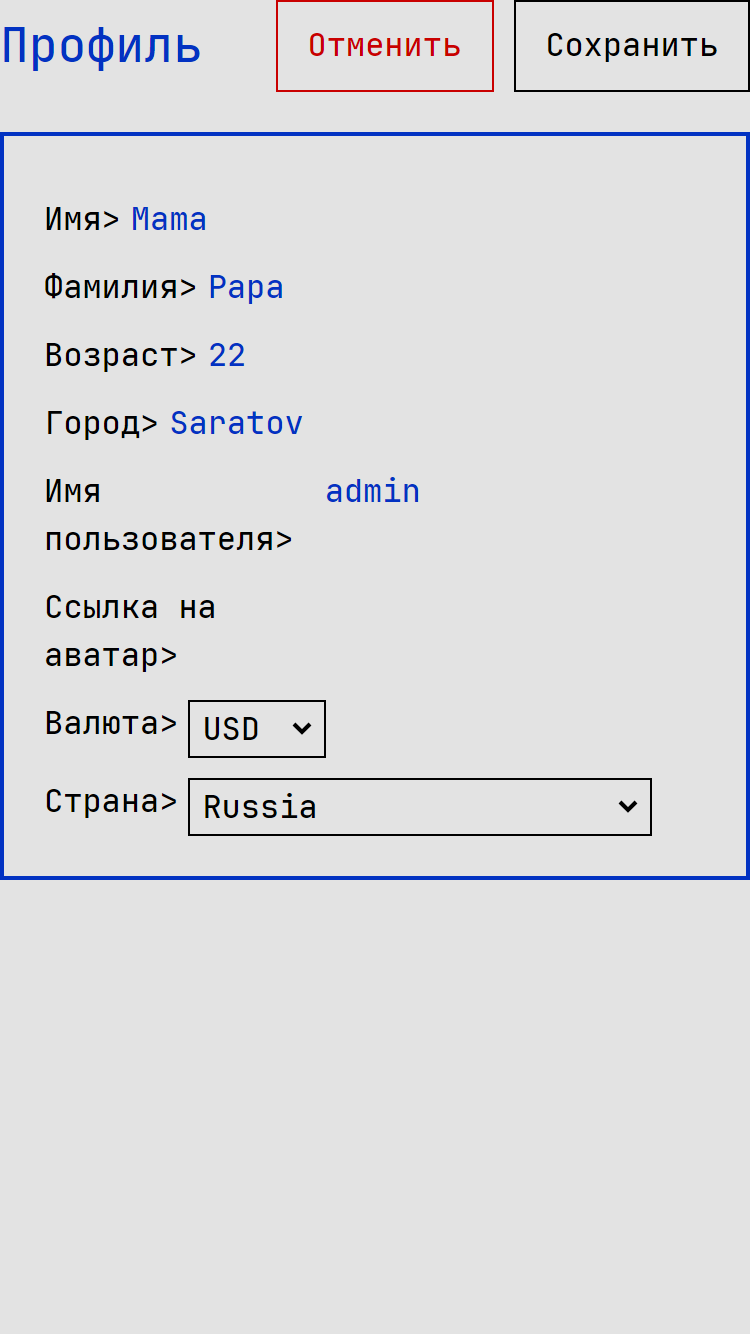 Профиль Отменить Сохранить
Имя> Mama
Фамилия> Papa
Возраст> 22
Город> Saratov
Имя admin
пользователя>
Ссылка на
аватар>
Валюта> USD
Страна> Russia